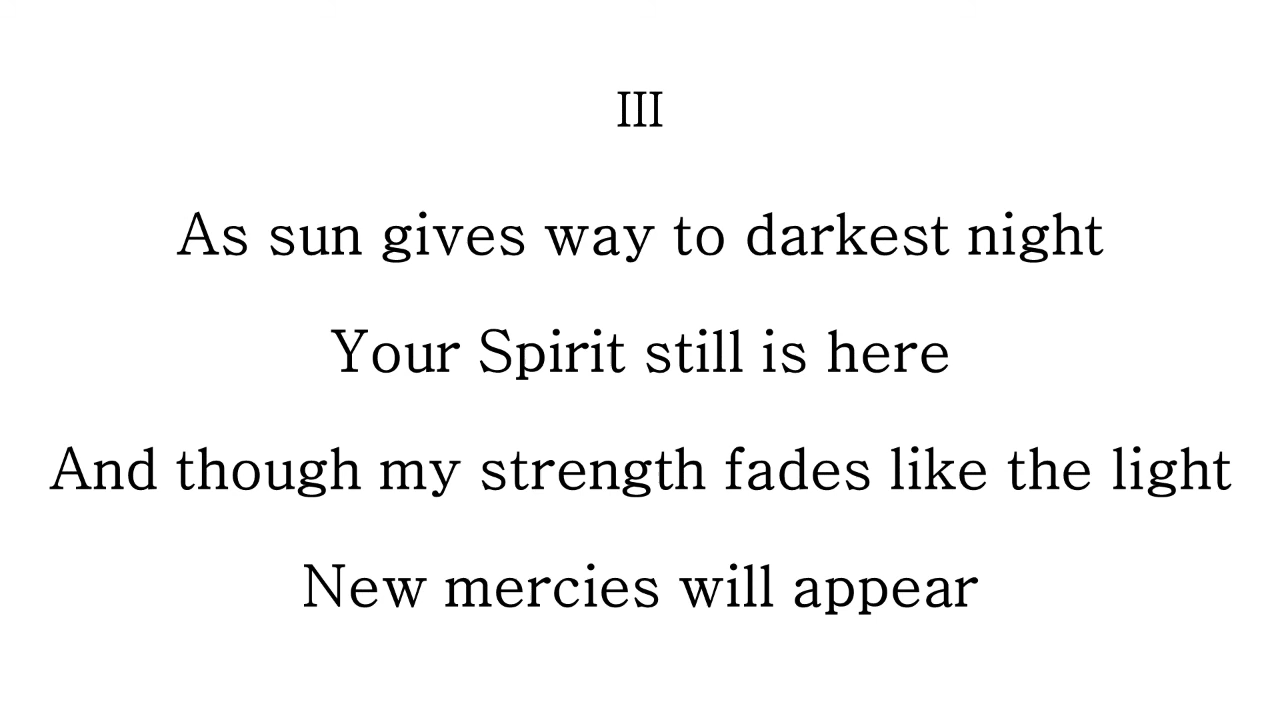 III
As sun gives way to darkest night
Your Spirit still is here
And though my strength fades like the light
New mercies will appear